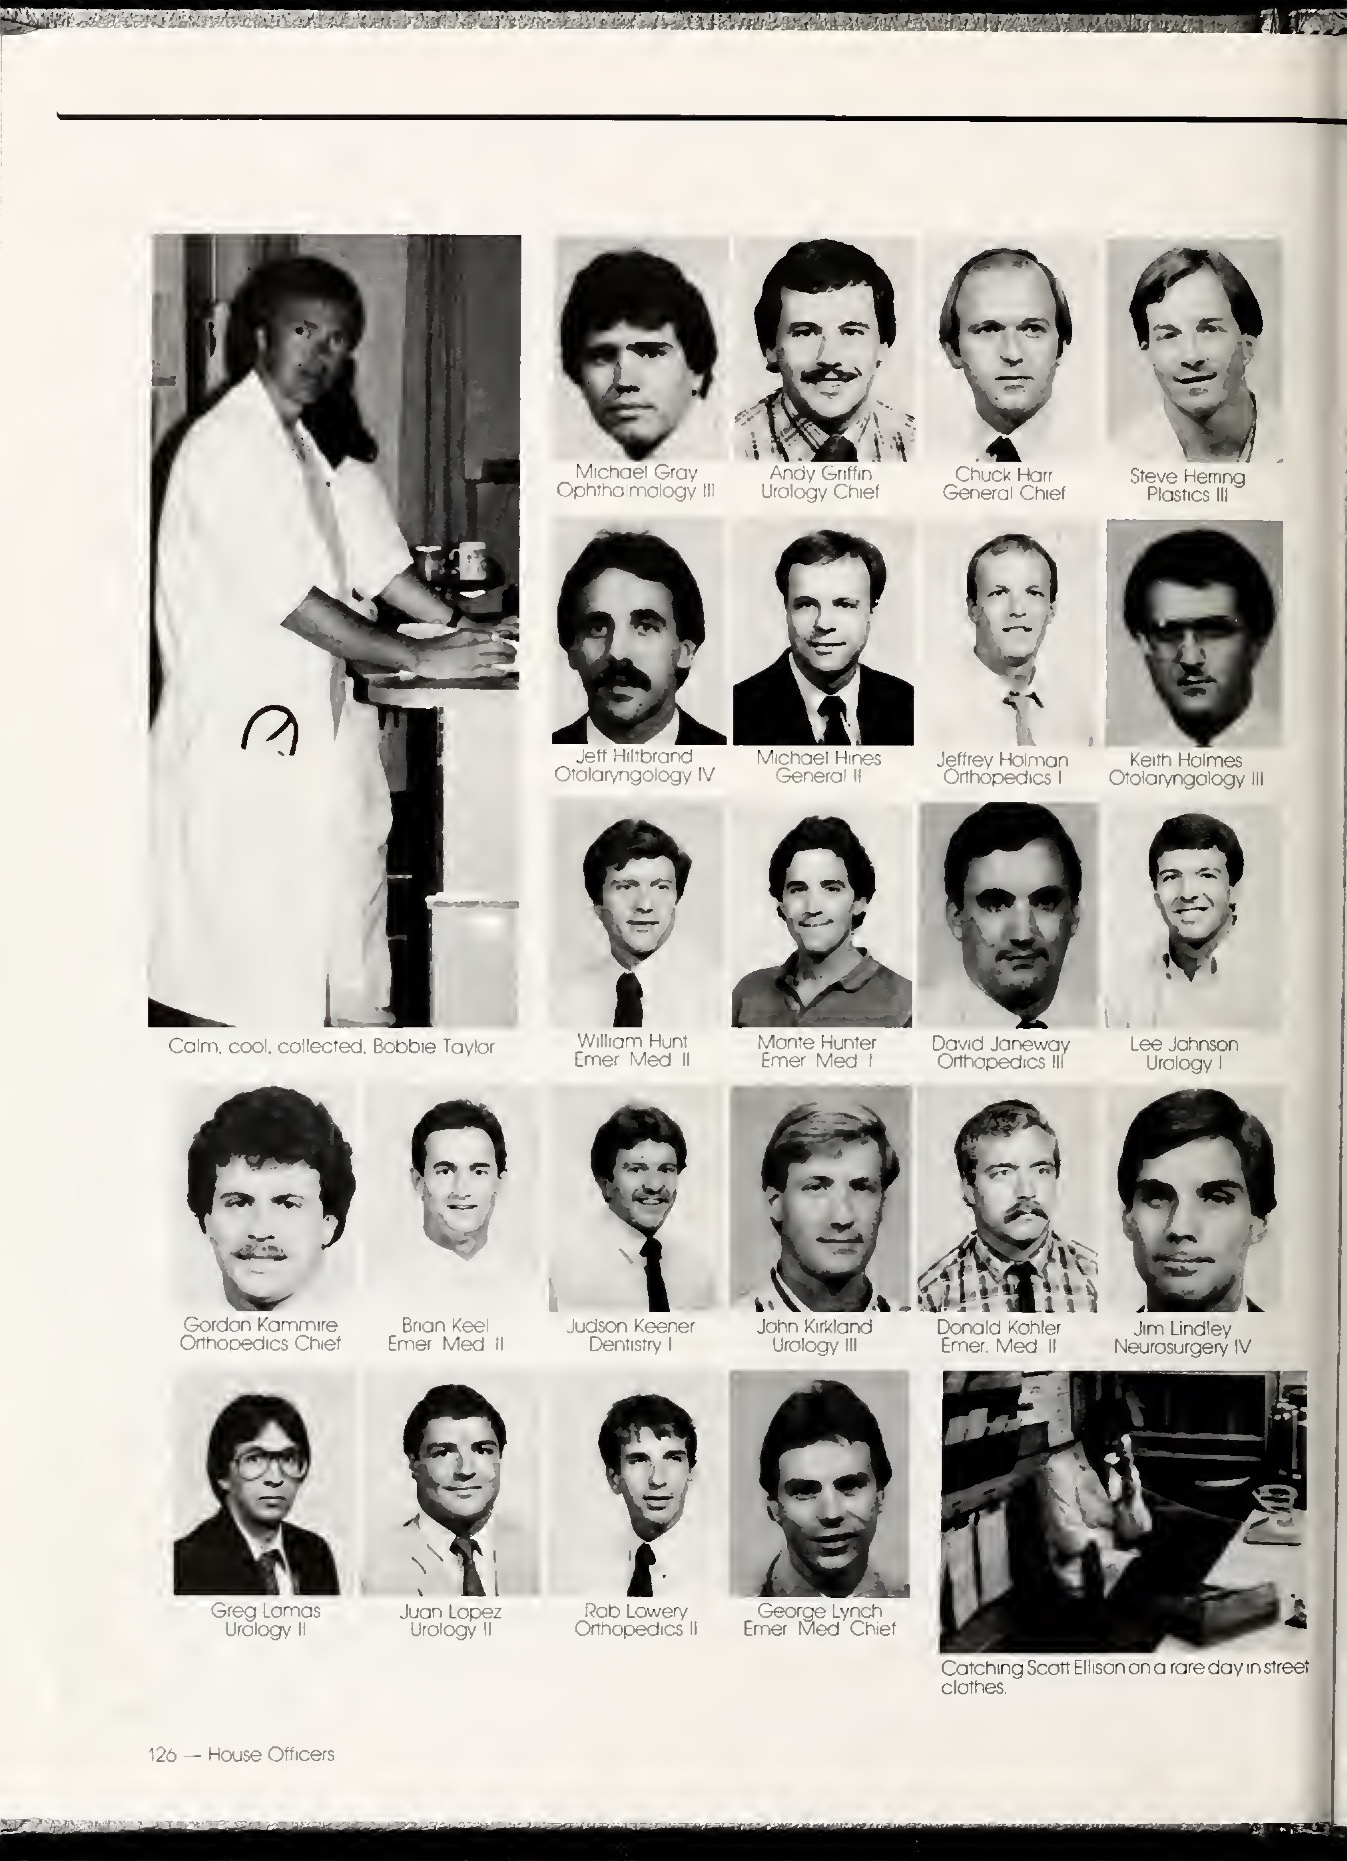 Michael Gray
Ophthalmology III
Andy Griffin
Urology Chief
Chuck Harr
General Chief
Steve Herring
Plastics III
Jeff Hiltbrand
Otolaryngology IV
Michael Hines
General II
Jeffrey Holman
Orthopedics I
Keith Holmes
Otolaryngology III
Calm, cool, collected, Bobbie Taylor
William Hunt
Emer Med II
Monte Hunter
Emer Med I
David Janeway
Orthopedics III
Lee Johnson
Urology I
Gordon Kammire
Orthopedics Chief
Brian Keel
Emer Med II
Judson Keener
Dentistry I
John Kirkland
Urology III
Donald Kohler
Emer. Med II
Jim Lindley
Neurosurgery IV
Greg Lomas
Urology II
Juan Lopez
Urology II
Rob Lowery
Orthopedics II
George Lynch
Emer Med Chief
Catching Scott Ellison on a rare day in street
clothes.
126 — House Officers